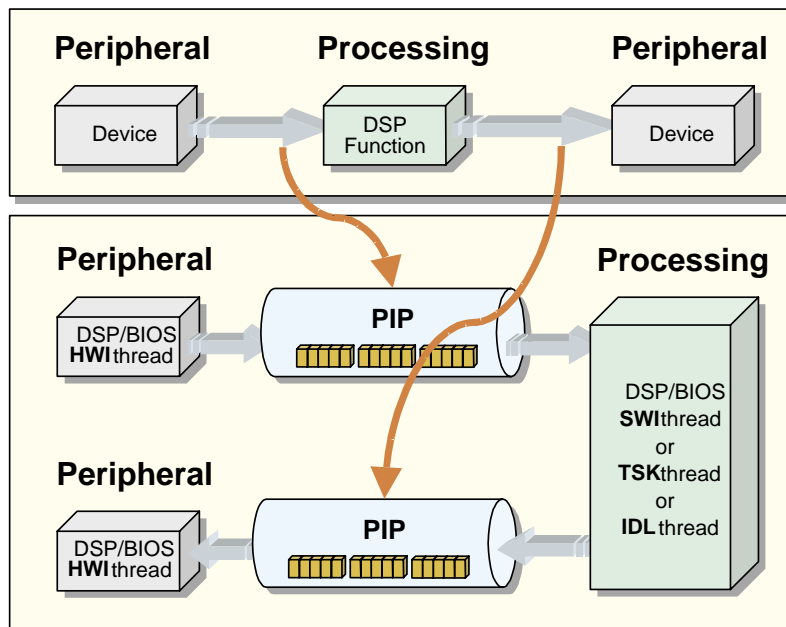 Peripheral
Processing
Peripheral
Device
DSP
Function
Device
Peripheral
Processing
DSP/BIOS
HWI thread
PIP
DSP/BIOS
SWI thread
or
TSK thread
or
IDL thread
Peripheral
DSP/BIOS
HWI thread
PIP